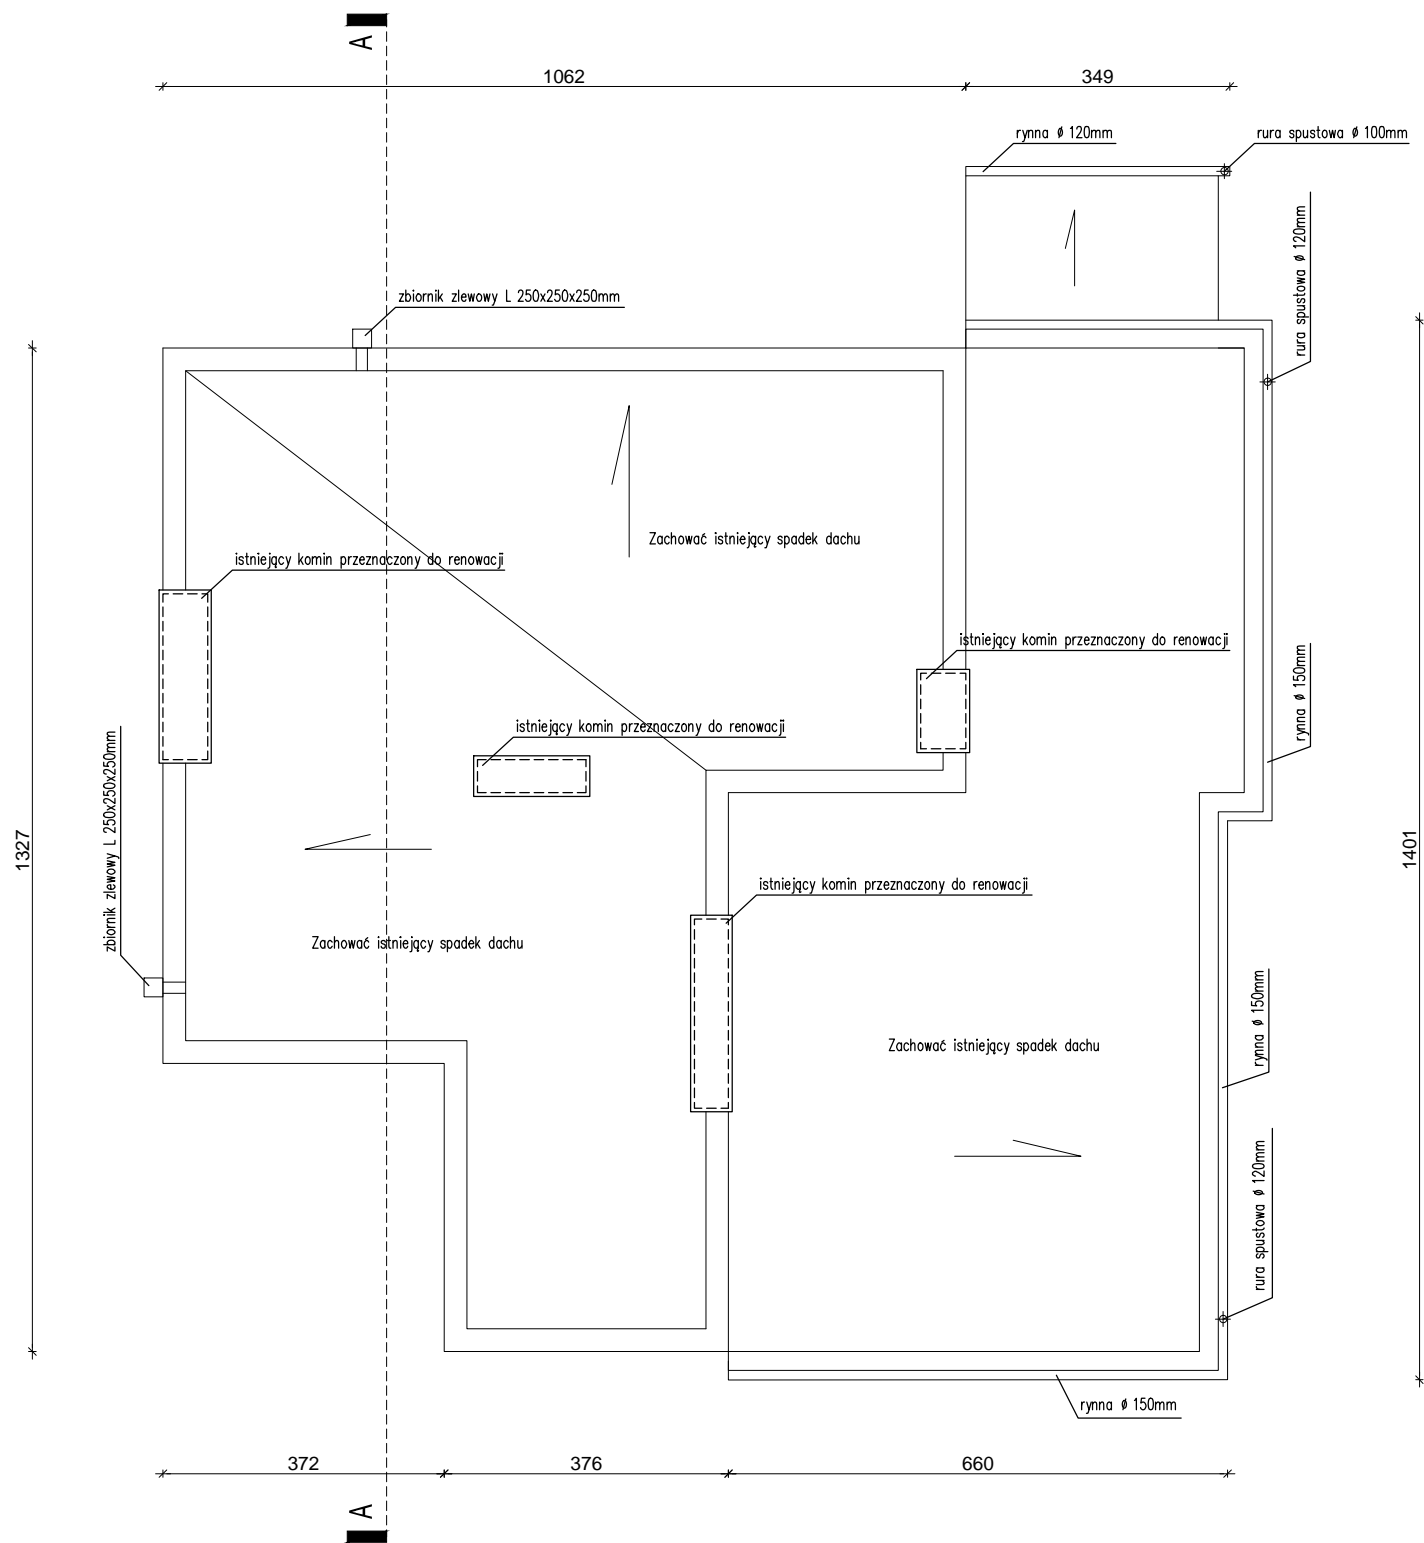 A
1062
349
rynna ø 120mm
rura spustowa ø 100mm
rura spustowa ø 120mm
zbiornik zlewowy L 250x250x250mm
Zachować istniejący spadek dachu
istniejący komin przeznaczony do renowacji
istniejący komin przeznaczony do renowacji
rynna ø 150mm
istniejący komin przeznaczony do renowacji
zbiornik zlewowy L 250x250x250mm
1327
1401
istniejący komin przeznaczony do renowacji
Zachować istniejący spadek dachu
rynna ø 150mm
Zachować istniejący spadek dachu
rura spustowa ø 120mm
rynna ø 150mm
372
376
660
A